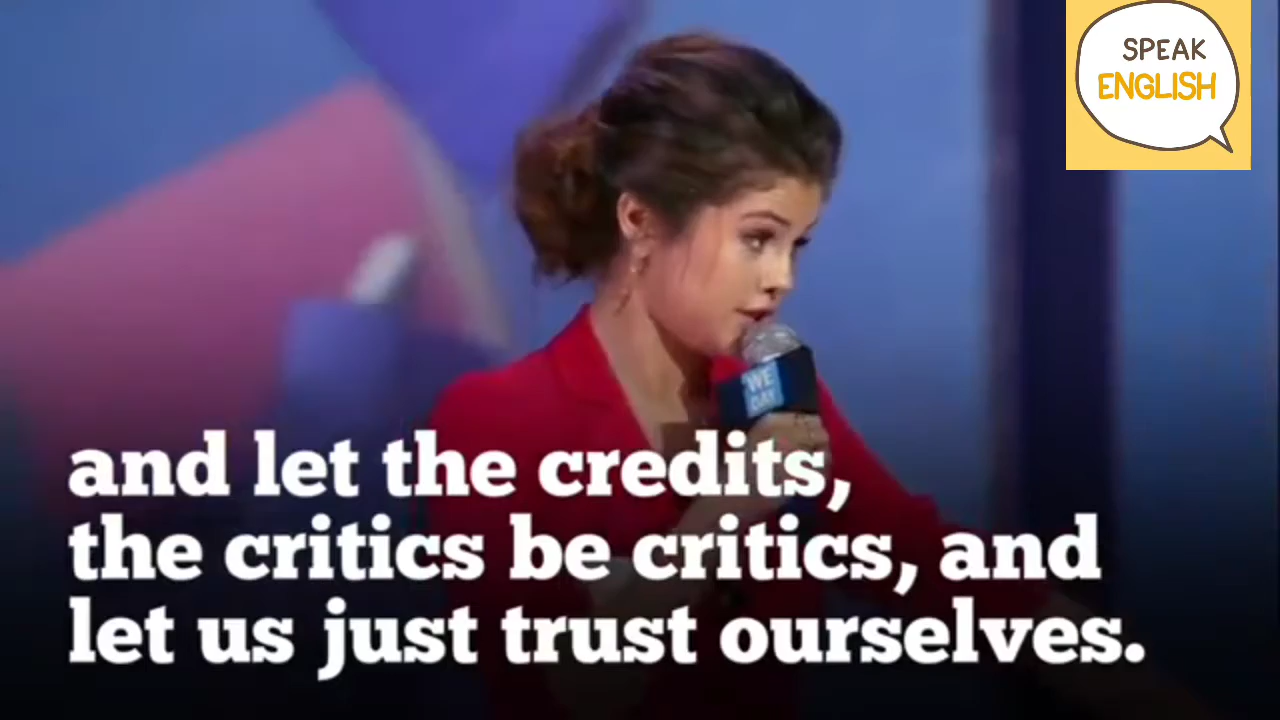 SPEAK
ENGLISH
WE
DAY
and let the credits,
the critics be critics, and
let us just trust ourselves.